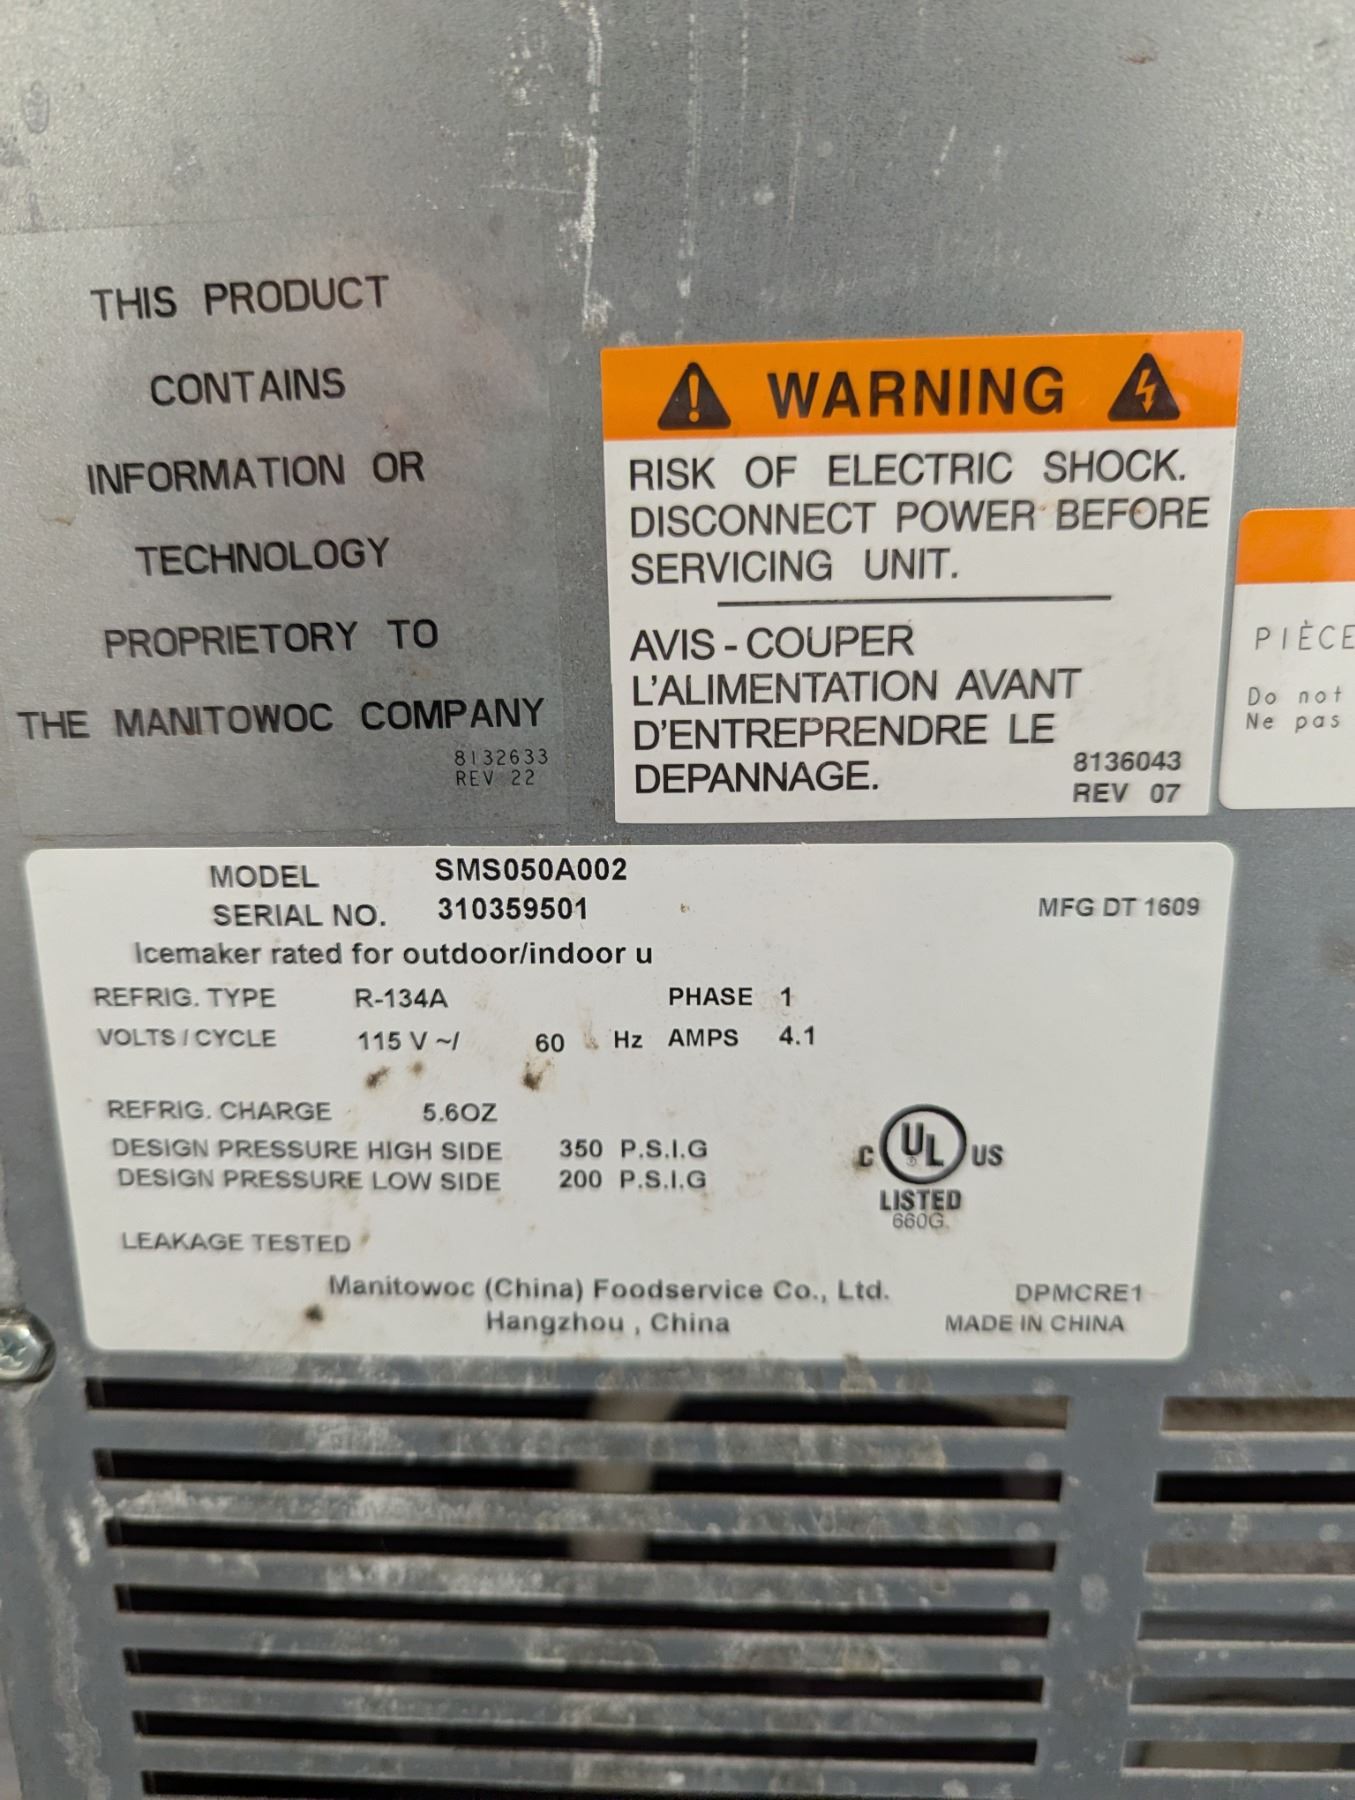 THIS PRODUCT
CONTAINS
INFORMATION OR
TECHNOLOGY
PROPRIETORY TO
THE MANITOWOC COMPANY
8132633
REV 22
WARNING
RISK OF ELECTRIC SHOCK.
DISCONNECT POWER BEFORE
SERVICING UNIT.
AVIS - COUPER
L'ALIMENTATION AVANT
D'ENTREPRENDRE LE
DEPANNAGE.
8136043
REV 07
PIÈCE
Do not
Ne pas
MODEL SMS050A002
SERIAL NO. 310359501
MFG DT 1609
Icemaker rated for outdoor/indoor u
REFRIG. TYPE R-134A PHASE 1
VOLTS / CYCLE 115 V ~/ 60 Hz AMPS 4.1
REFRIG. CHARGE 5.6OZ
DESIGN PRESSURE HIGH SIDE 350 P.S.I.G
DESIGN PRESSURE LOW SIDE 200 P.S.I.G
C UL US
®
LISTED
660G
LEAKAGE TESTED
Manitowoc (China) Foodservice Co., Ltd.
Hangzhou , China
DPMCRE1
MADE IN CHINA